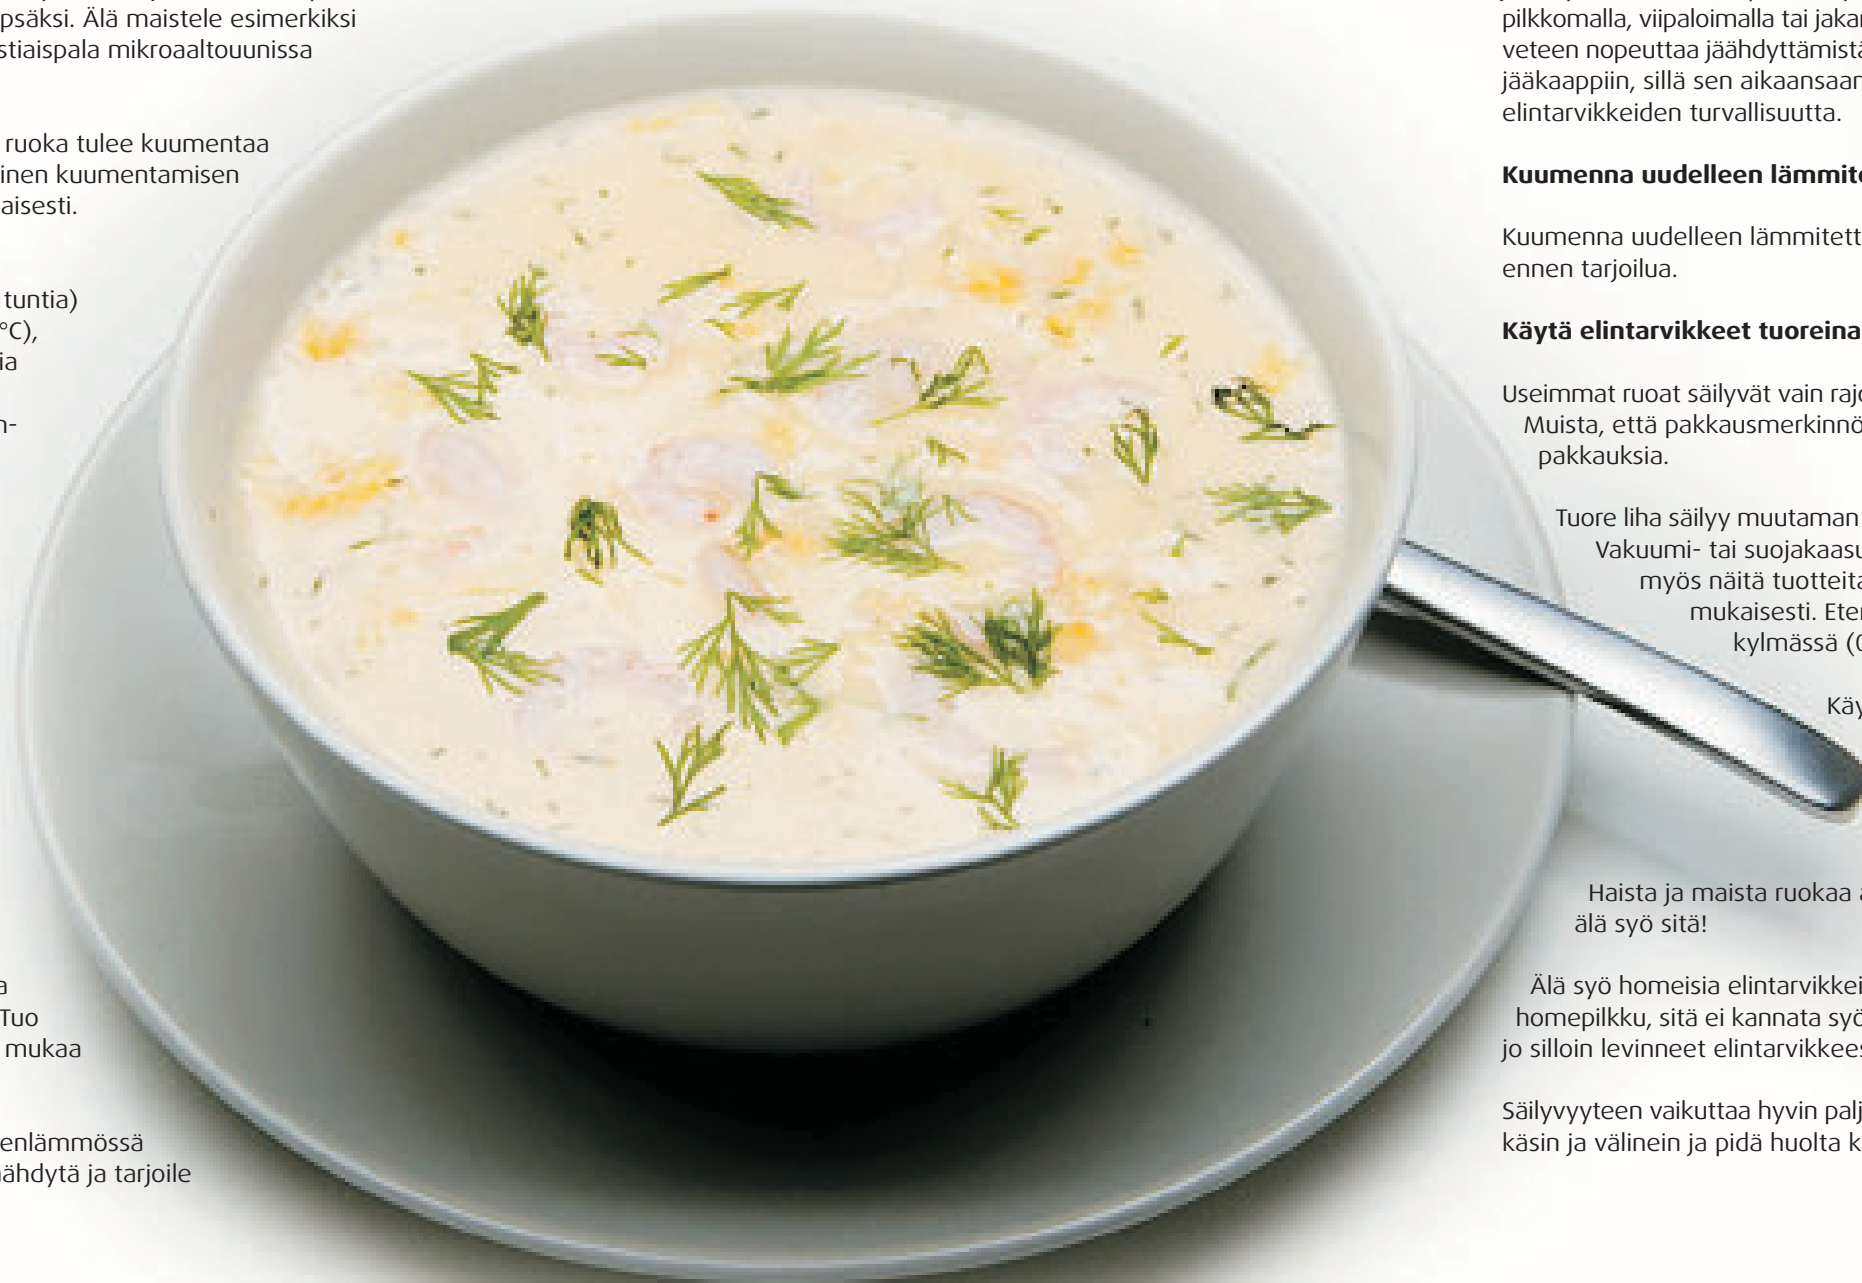 psäksi. Älä maistele esimerkiksi
stiaispala mikroaaltouunissa
ruoka tulee kuumentaa
inen kuumentamisen
aisesti.
tuntia)
°C),
ia
n-
a
Tuo
mukaa
enlämmössä
ähdytä ja tarjoile
pilkkomalla, viipaloimalla tai jakam
veteen nopeuttaa jäähdyttämistä
jääkaappiin, sillä sen aikaansaan
elintarvikkeiden turvallisuutta.
Kuumenna uudelleen lämmite
Kuumenna uudelleen lämmitett
ennen tarjoilua.
Käytä elintarvikkeet tuoreina
Useimmat ruoat säilyvät vain rajo
Muista, että pakkausmerkinnö
pakkauksia.
Tuore liha säilyy muutaman
Vakuumi- tai suojakaasu
myös näitä tuotteita
mukaisesti. Eter
kylmässä (0
Käy
Haista ja maista ruokaa a
älä syö sitä!
Älä syö homeisia elintarvikkei
homepilkku, sitä ei kannata syö
jo silloin levinneet elintarvikkees
Säilyvyyteen vaikuttaa hyvin palj
käsin ja välinein ja pidä huolta k